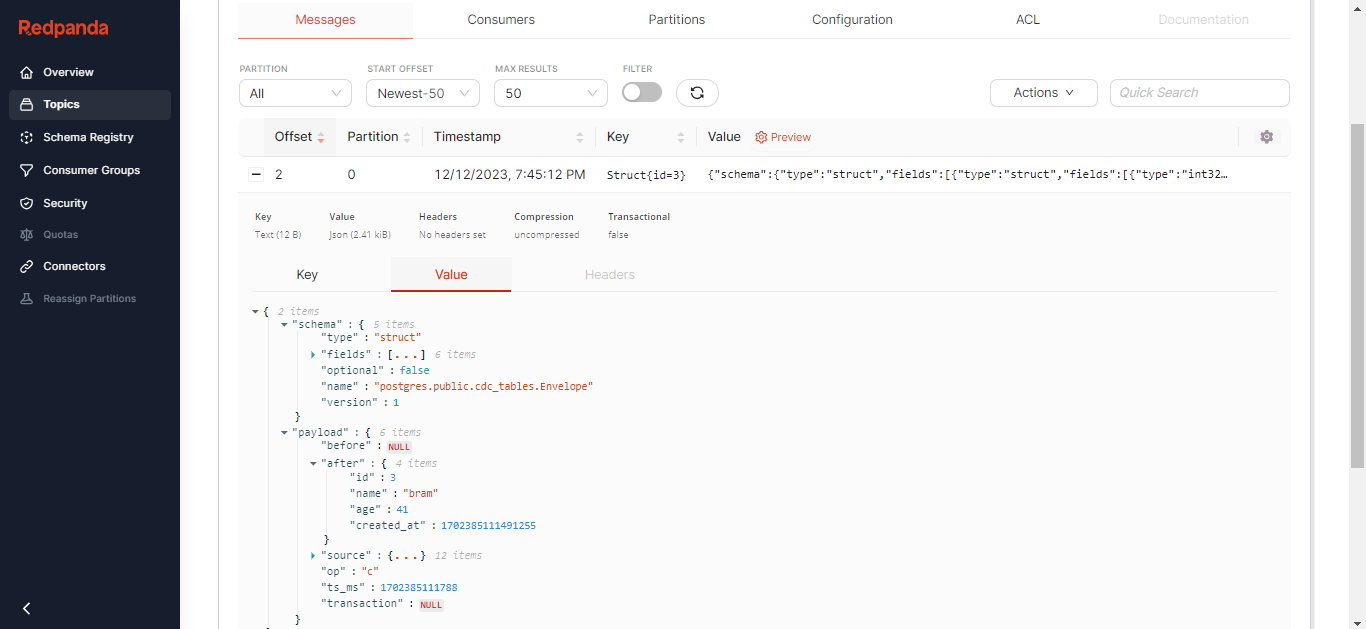 Redpanda
Overview
Topics
Schema Registry
Consumer Groups
Security
Quotas
Connectors
Reassign Partitions
Messages Consumers Partitions Configuration ACL Documentation
PARTITION START OFFSET MAX RESULTS FILTER
All Newest-50 50 Actions Quick Search
Offset Partition Timestamp Key Value Preview
2 0 12/12/2023, 7:45:12 PM Struct{id=3} {"schema":{"type":"struct","fields":[{"type":"struct","fields":[{"type":"int32…
Key Value Headers Compression Transactional
Text (12 B) Json (2.41 kiB) No headers set uncompressed false
Key Value Headers
{ 2 items
"schema" : { 5 items
"type" : "struct"
"fields" : [...] 6 items
"optional" : false
"name" : "postgres.public.cdc_tables.Envelope"
"version" : 1
}
"payload" : { 6 items
"before" : NULL
"after" : { 4 items
"id" : 3
"name" : "bram"
"age" : 41
"created_at" : 1702385111491255
}
"source" : {...} 12 items
"op" : "c"
"ts_ms" : 1702385111788
"transaction" : NULL
}